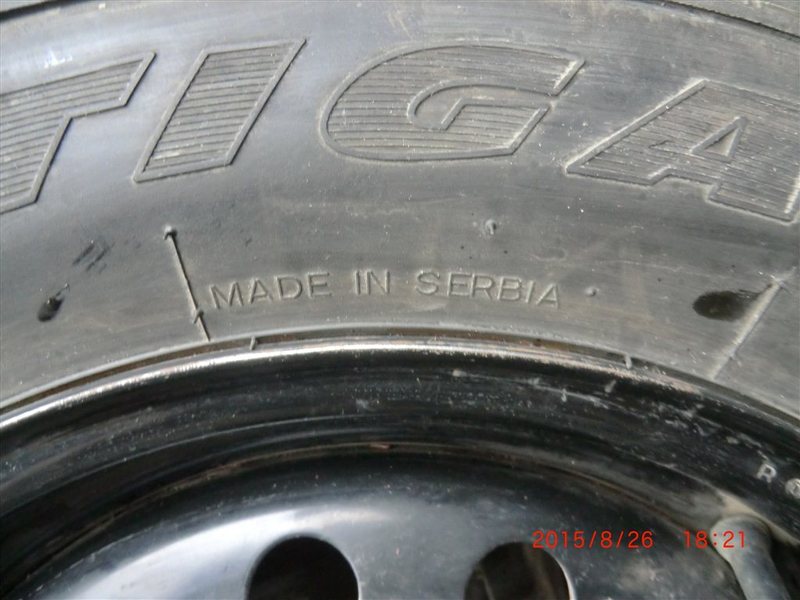 TIGA
MADE IN SERBIA
R
2015/8/26 18:21